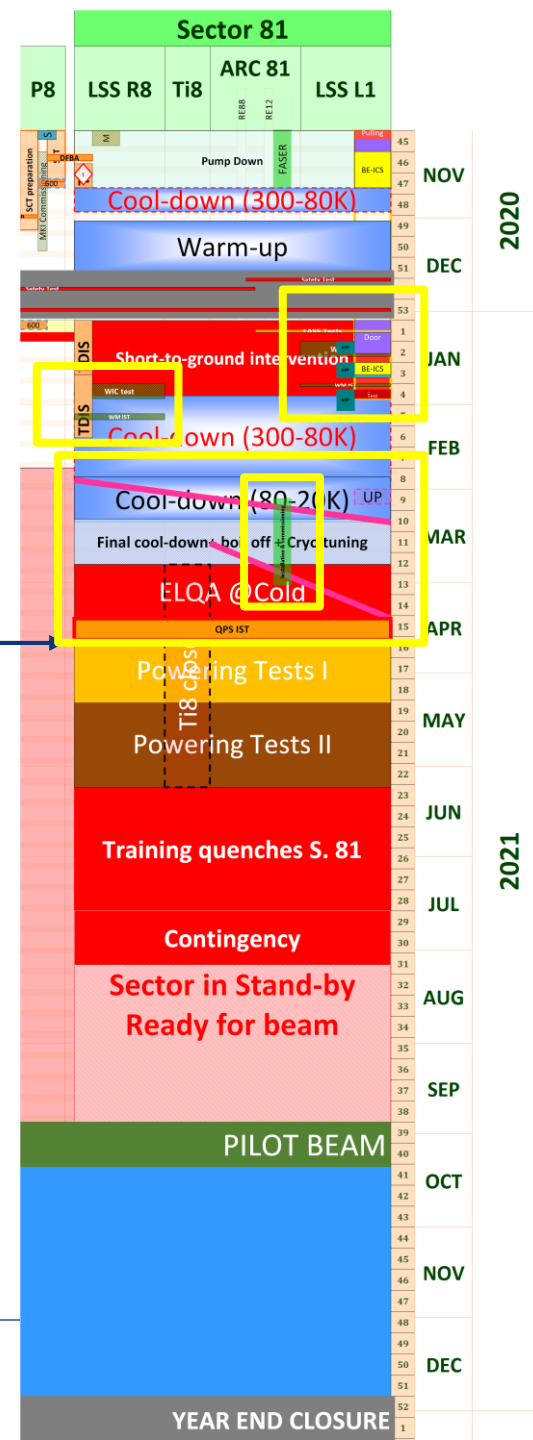 Sector 81
P8
LSS R8
Ti8
ARC 81
LSS L1
RE88
RE12
SCT preparation
MKI Commissioning
S
T
DFBA
600
M
Pump Down
FASER
Pulling
BE-ICS
Cool-down (300-80K)
Warm-up
Safety Test
Safety Test
600
TDIS
Short-to-ground intervention
Door
BE-ICS
WIC test
WM IST
TDIS
Cool-down (300-80K)
Cool-down (80-20K)
UP
Final cool-down+ boil off + Cryo tuning
Installation & Commissioning
ELQA @Cold
QPS IST
Powering Tests I
Ti8 close
Powering Tests II
Training quenches S. 81
Contingency
Sector in Stand-by
Ready for beam
PILOT BEAM
YEAR END CLOSURE
45
46
47
48
49
50
51
53
1
2
3
4
5
6
7
8
9
10
11
12
13
14
15
16
17
18
19
20
21
22
23
24
25
26
27
28
29
30
31
32
33
34
35
36
37
38
39
40
41
42
43
44
45
46
47
48
49
50
51
52
1
NOV
DEC
JAN
FEB
MAR
APR
MAY
JUN
JUL
AUG
SEP
OCT
NOV
DEC
2020
2021